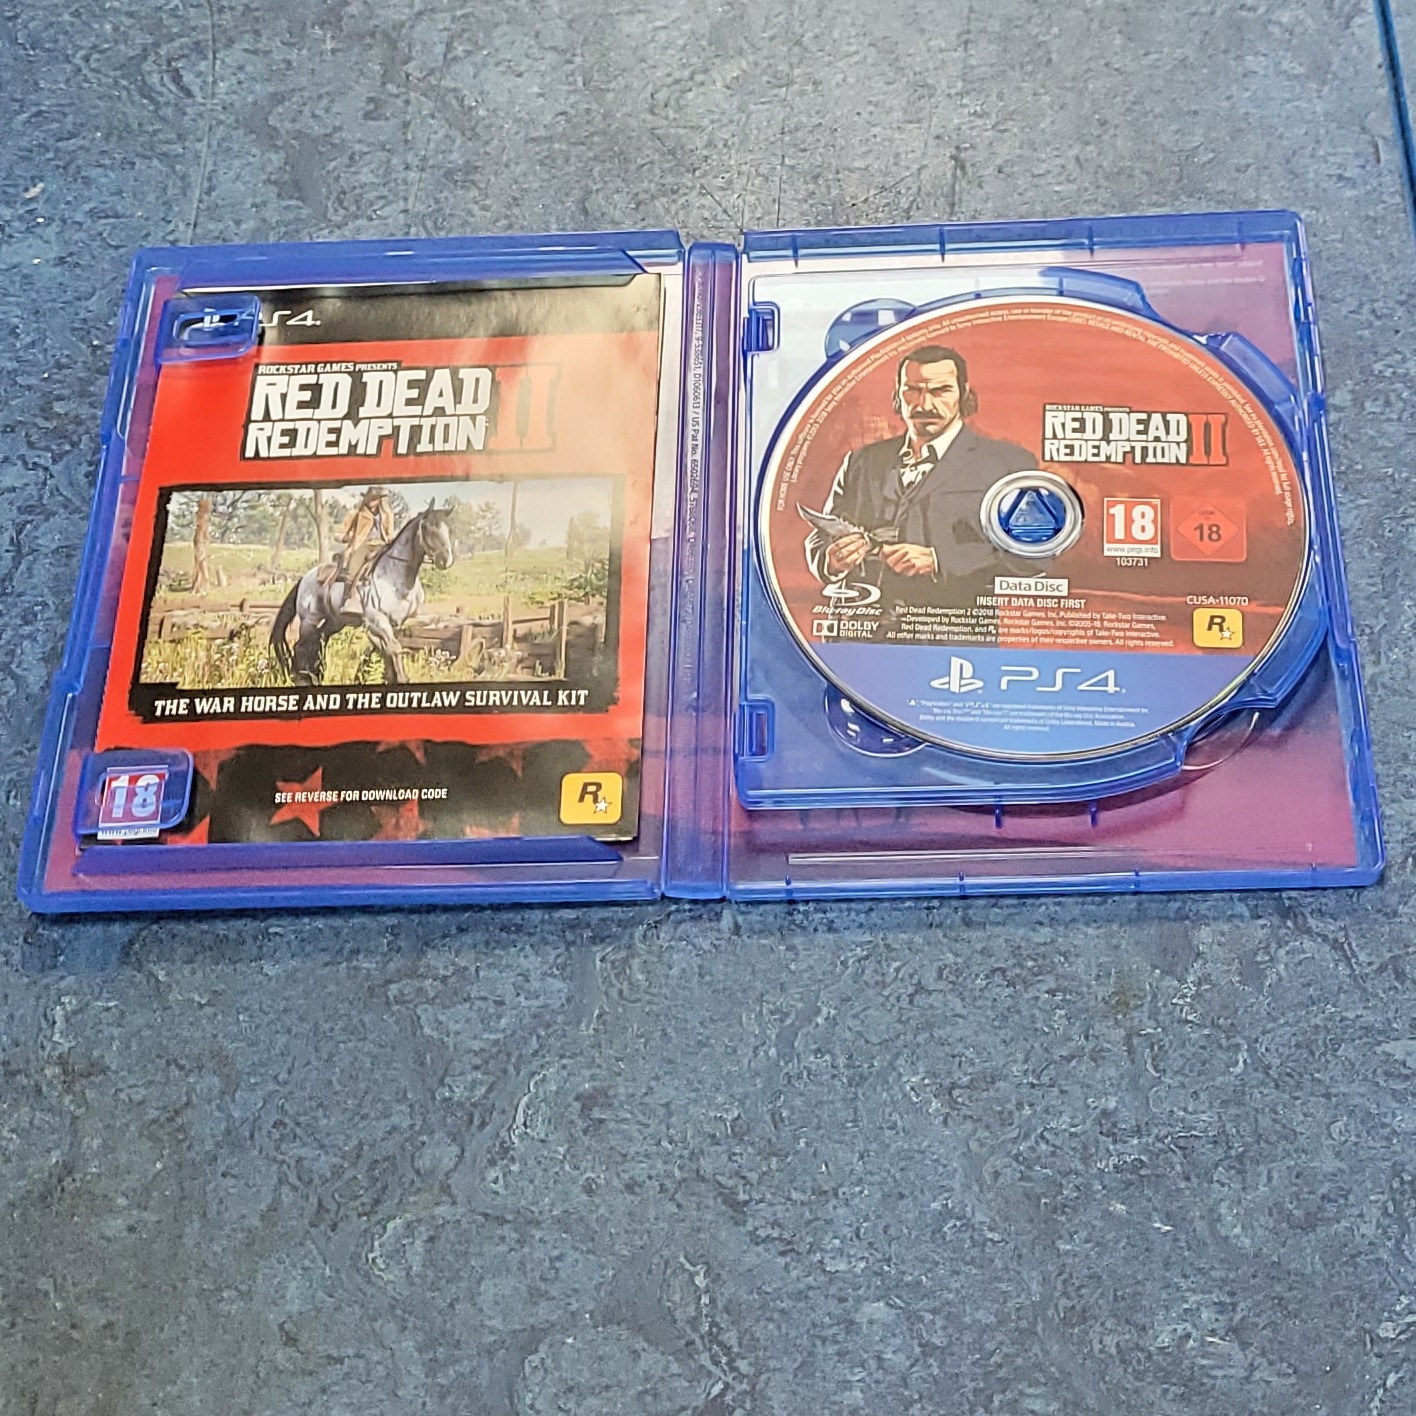 PS4.
ROCKSTAR GAMES PRESENTS
RED DEAD
REDEMPTION II
THE WAR HORSE AND THE OUTLAW SURVIVAL KIT
SEE REVERSE FOR DOWNLOAD CODE
R
18
www.pegi.info
ROCKSTAR GAMES PRESENTS
RED DEAD
REDEMPTION II
18
www.pegi.info
103731
18
Data Disc
INSERT DATA DISC FIRST
CUSA-11070
Blu-ray Disc
DOLBY
DIGITAL
Red Dead Redemption 2 ©2018 Rockstar Games, Inc. Published by Take-Two Interactive.
Developed by Rockstar Games. Rockstar Games, Inc. ©2005-18. Rockstar Games,
Red Dead Redemption, and R are marks/logos/copyrights of Take-Two Interactive.
All other marks and trademarks are properties of their respective owners. All rights reserved.
R
PS4.